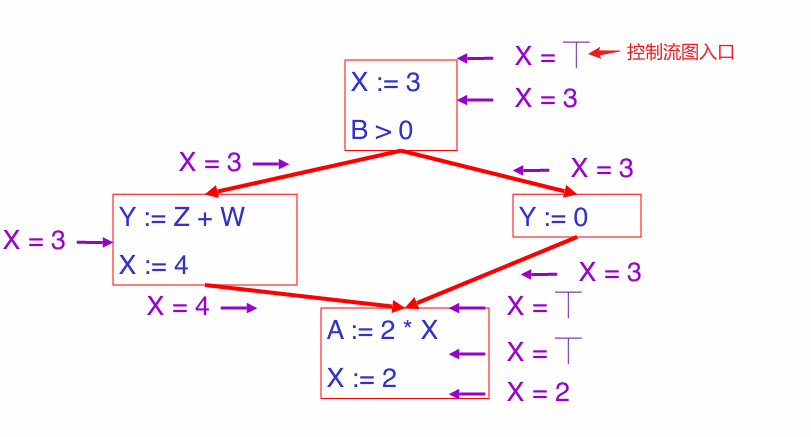 X = ⊤
控制流图入口
X := 3
X = 3
B > 0
X = 3
X = 3
Y := Z + W
Y := 0
X = 3
X := 4
X = 3
X = 4
X = ⊤
A := 2 * X
X = ⊤
X := 2
X = 2